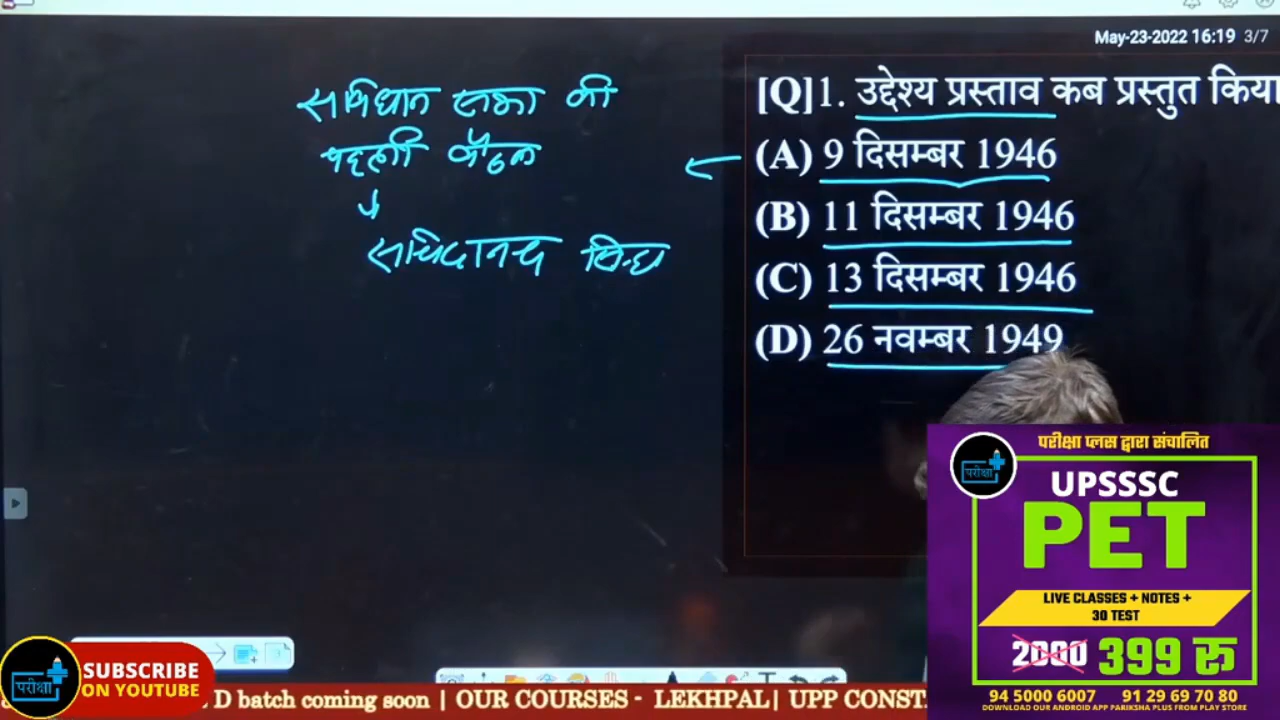 May-23-2022 16:19 3/7
संविधान सभा की
पहली बैठक
सचिदानन्द सिन्हा
[Q]1. उद्देश्य प्रस्ताव कब प्रस्तुत किया
(A) 9 दिसम्बर 1946
(B) 11 दिसम्बर 1946
(C) 13 दिसम्बर 1946
(D) 26 नवम्बर 1949
परीक्षा प्लस द्वारा संचालित
परीक्षा
UPSSSC
PET
LIVE CLASSES + NOTES +
30 TEST
2000 399 रु
94 5000 6007 91 29 69 70 80
DOWNLOAD OUR ANDROID APP PARIKSHA PLUS FROM PLAY STORE
परीक्षा
SUBSCRIBE
ON YOUTUBE
D batch coming soon | OUR COURSES - LEKHPAL| UPP CONST